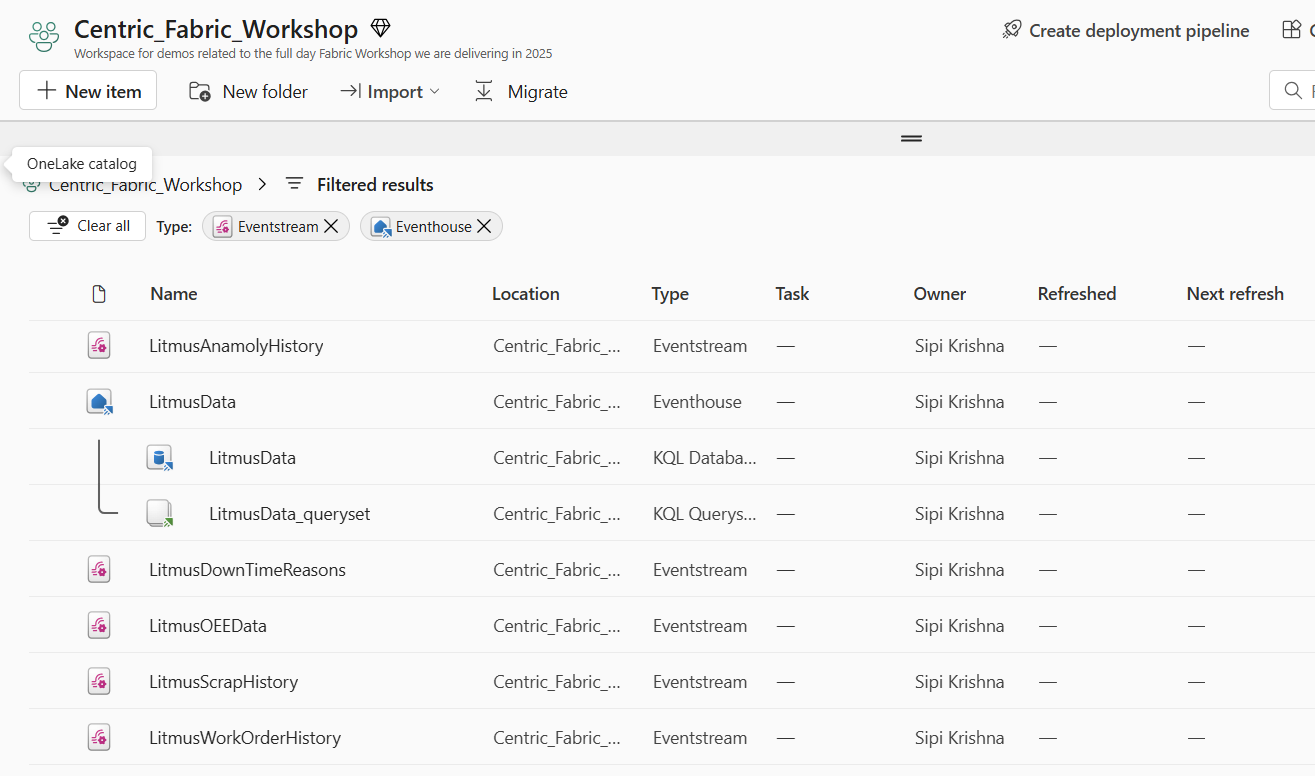 Centric_Fabric_Workshop
Workspace for demos related to the full day Fabric Workshop we are delivering in 2025
Create deployment pipeline
New item New folder Import Migrate
OneLake catalog
Centric_Fabric_Workshop > Filtered results
Clear all Type: Eventstream Eventhouse
Name Location Type Task Owner Refreshed Next refresh
LitmusAnamolyHistory Centric_Fabric_... Eventstream — Sipi Krishna — —
LitmusData Centric_Fabric_... Eventhouse — Sipi Krishna — —
LitmusData Centric_Fabric_... KQL Databa... — Sipi Krishna — —
LitmusData_queryset Centric_Fabric_... KQL Querys... — Sipi Krishna — —
LitmusDownTimeReasons Centric_Fabric_... Eventstream — Sipi Krishna — —
LitmusOEEData Centric_Fabric_... Eventstream — Sipi Krishna — —
LitmusScrapHistory Centric_Fabric_... Eventstream — Sipi Krishna — —
LitmusWorkOrderHistory Centric_Fabric_... Eventstream — Sipi Krishna — —